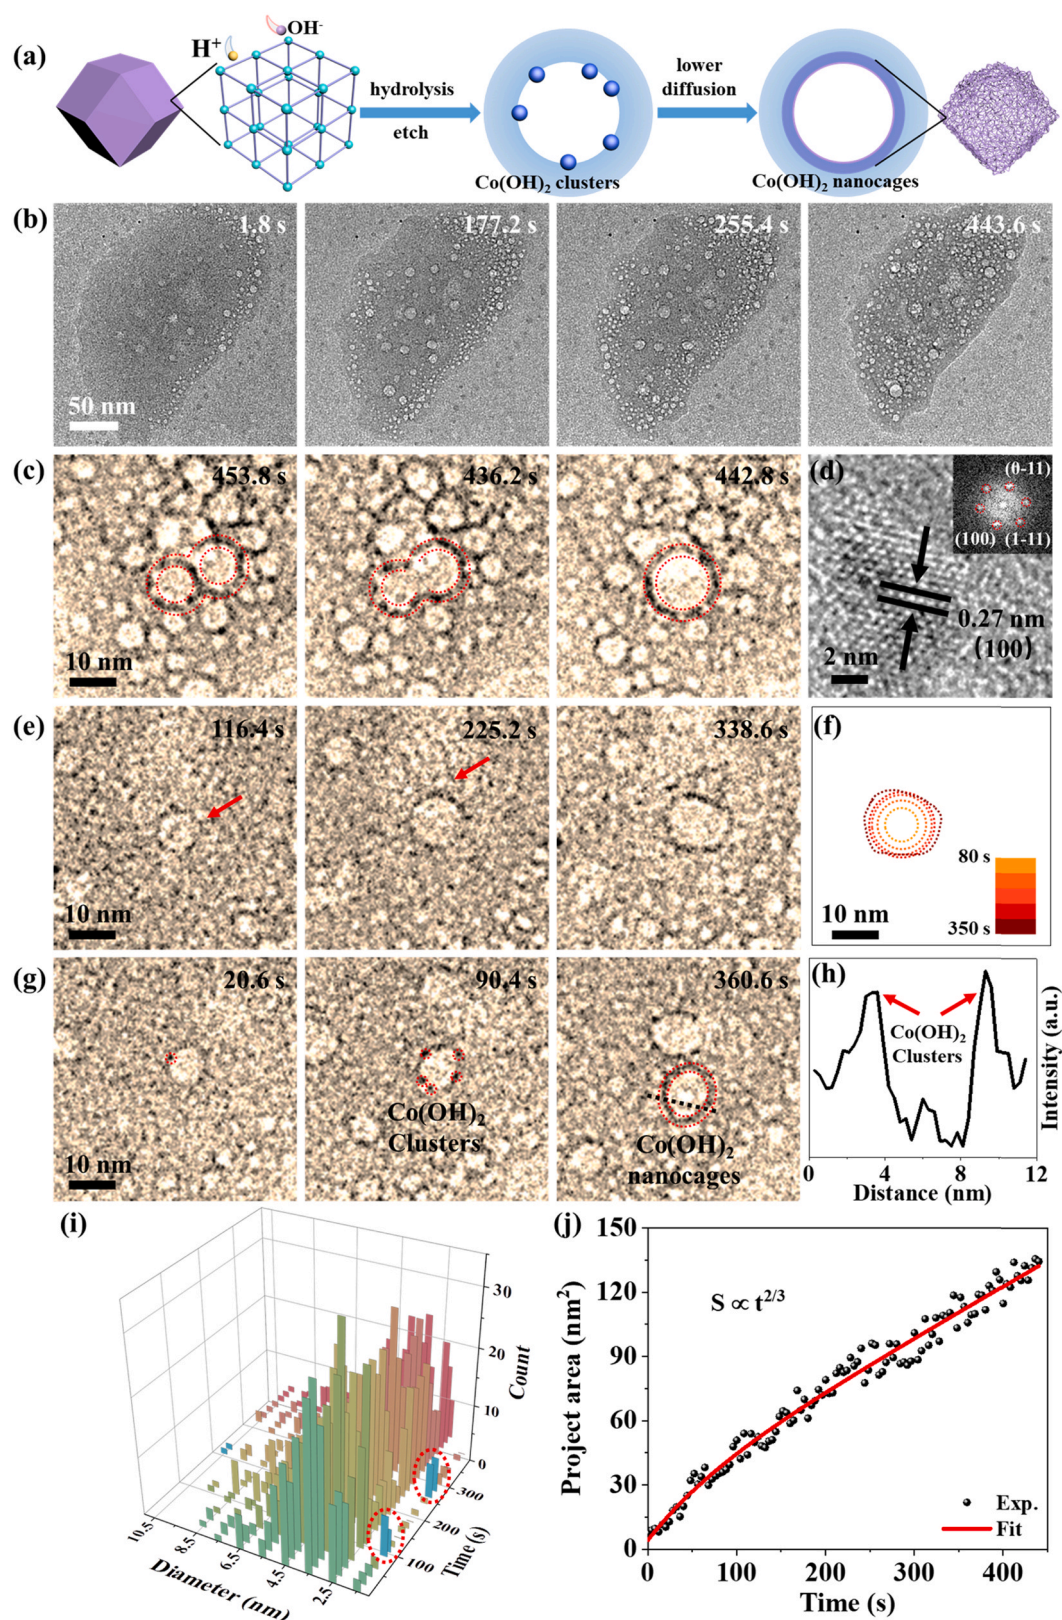 (a)
H⁺
OH⁻
hydrolysis
etch
Co(OH)₂ clusters
lower
diffusion
Co(OH)₂ nanocages
(b)
1.8 s
177.2 s
255.4 s
443.6 s
50 nm
(c)
453.8 s
436.2 s
442.8 s
10 nm
(d)
(0-11)
(100)
(1-11)
0.27 nm
(100)
2 nm
(e)
116.4 s
225.2 s
338.6 s
10 nm
(f)
80 s
350 s
10 nm
(g)
20.6 s
90.4 s
360.6 s
Co(OH)₂
Clusters
Co(OH)₂
nanocages
10 nm
(h)
Co(OH)₂
Clusters
Intensity (a.u.)
0 4 8 12
Distance (nm)
(i)
30
20
10
0
Count
300
200
100
Time (s)
10.5
8.5
6.5
4.5
2.5
Diameter (nm)
(j)
150
120
90
60
30
0
Project area (nm²)
S ∝ t²ᐟ³
Exp.
Fit
0 100 200 300 400
Time (s)